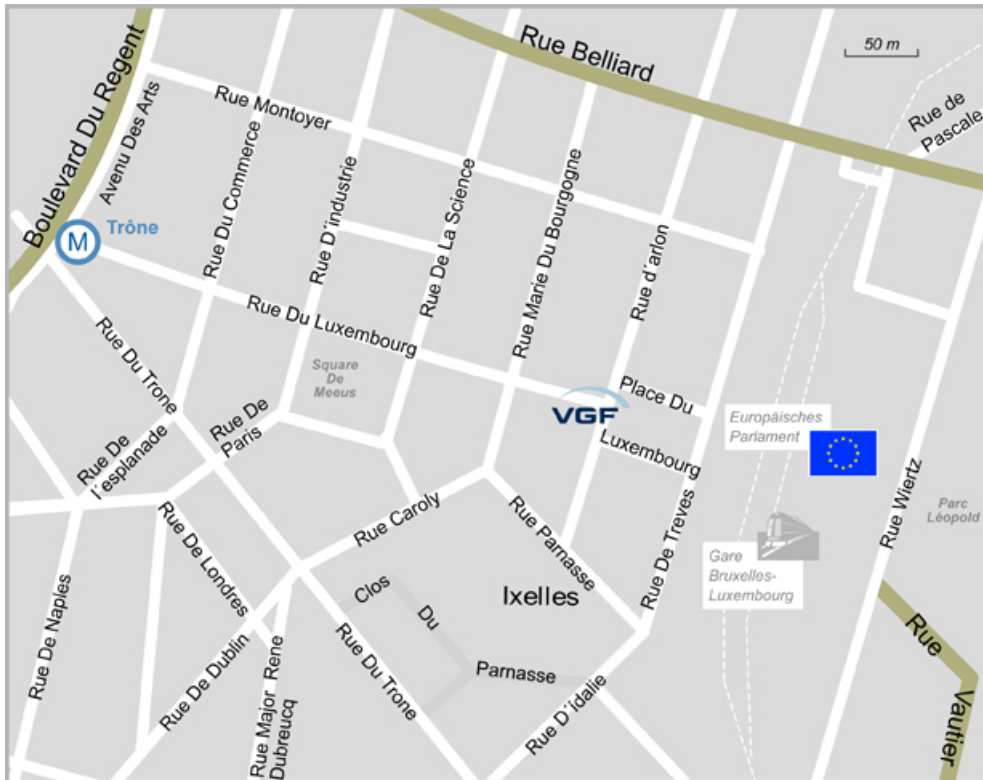 Boulevard Du Regent
Avenu Des Arts
Rue Montoyer
Rue Belliard
50 m
Rue de
Pascale
M
Trône
Rue Du Commerce
Rue D´industrie
Rue De La Science
Rue Marie Du Bourgogne
Rue d´arlon
Rue Du Luxembourg
Rue Du Trone
Square
De
Meeus
VGF
Place Du
Luxembourg
Europäisches
Parlament
Rue De
l´esplanade
Rue De
Paris
Rue Caroly
Rue Parnasse
Rue De Treves
Rue Wiertz
Parc
Léopold
Gare
Bruxelles-
Luxembourg
Ixelles
Rue De Naples
Rue De Londres
Rue De Dublin
Rue Major Rene
Dubreucq
Rue Du Trone
Clos
Du
Parnasse
Rue D´idalie
Rue
Vautier